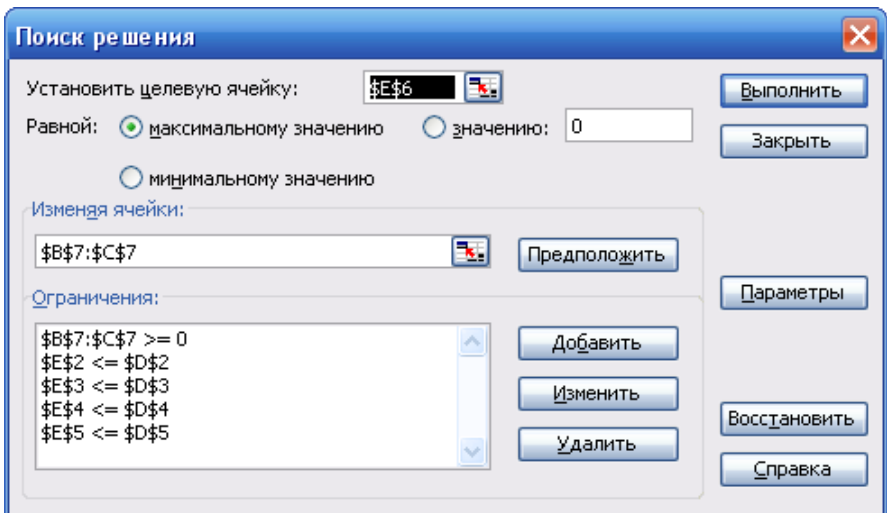 Поиск решения
Установить целевую ячейку: $E$6
Выполнить
Равной: максимальному значению значению: 0
Закрыть
минимальному значению
Изменяя ячейки:
$B$7:$C$7
Предположить
Параметры
Ограничения:
$B$7:$C$7 >= 0
$E$2 <= $D$2
$E$3 <= $D$3
$E$4 <= $D$4
$E$5 <= $D$5
Добавить
Изменить
Удалить
Восстановить
Справка